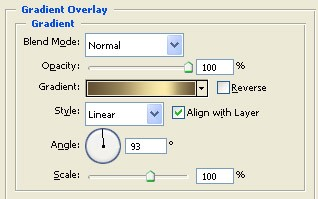 Gradient Overlay
Gradient
Blend Mode: Normal
Opacity: 100 %
Gradient: Reverse
Style: Linear Align with Layer
Angle: 93 °
Scale: 100 %